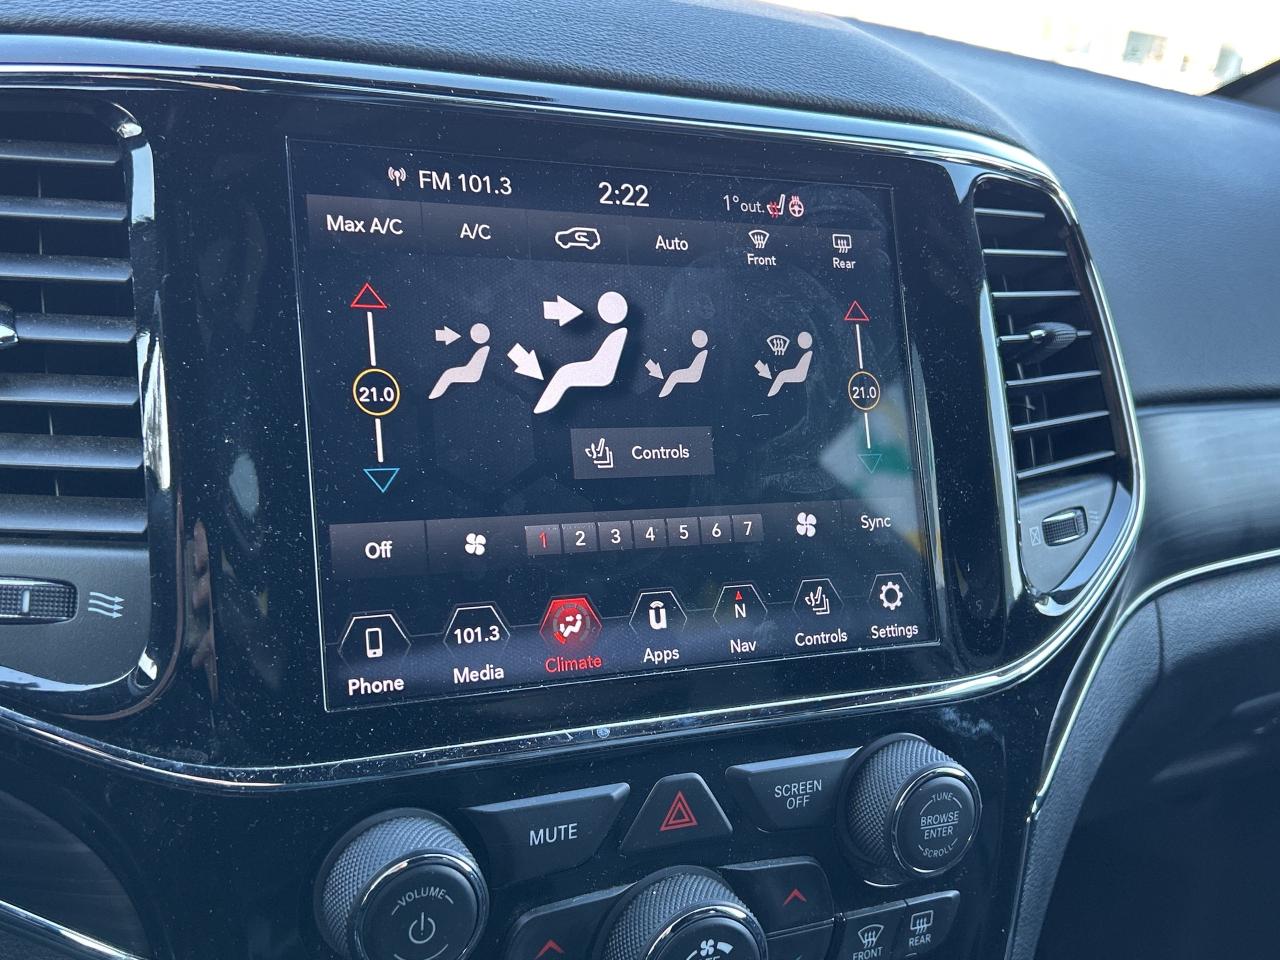 FM 101.3 2:22 1° out.
Max A/C A/C Auto Front Rear
21.0 21.0
Controls
Off 1 2 3 4 5 6 7 Sync
101.3 N
Phone Media Climate Apps Nav Controls Settings
MUTE SCREEN OFF
TUNE
BROWSE
ENTER
SCROLL
VOLUME
FRONT REAR